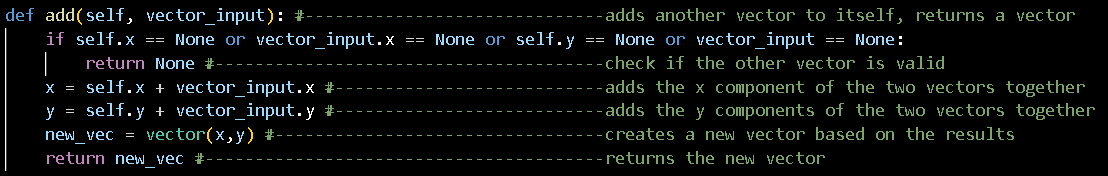 def add(self, vector_input): #------------------------------adds another vector to itself, returns a vector
    if self.x == None or vector_input.x == None or self.y == None or vector_input == None:
        return None #---------------------------------------check if the other vector is valid
    x = self.x + vector_input.x #---------------------------adds the x component of the two vectors together
    y = self.y + vector_input.y #---------------------------adds the y components of the two vectors together
    new_vec = vector(x,y) #---------------------------------creates a new vector based on the results
    return new_vec #----------------------------------------returns the new vector